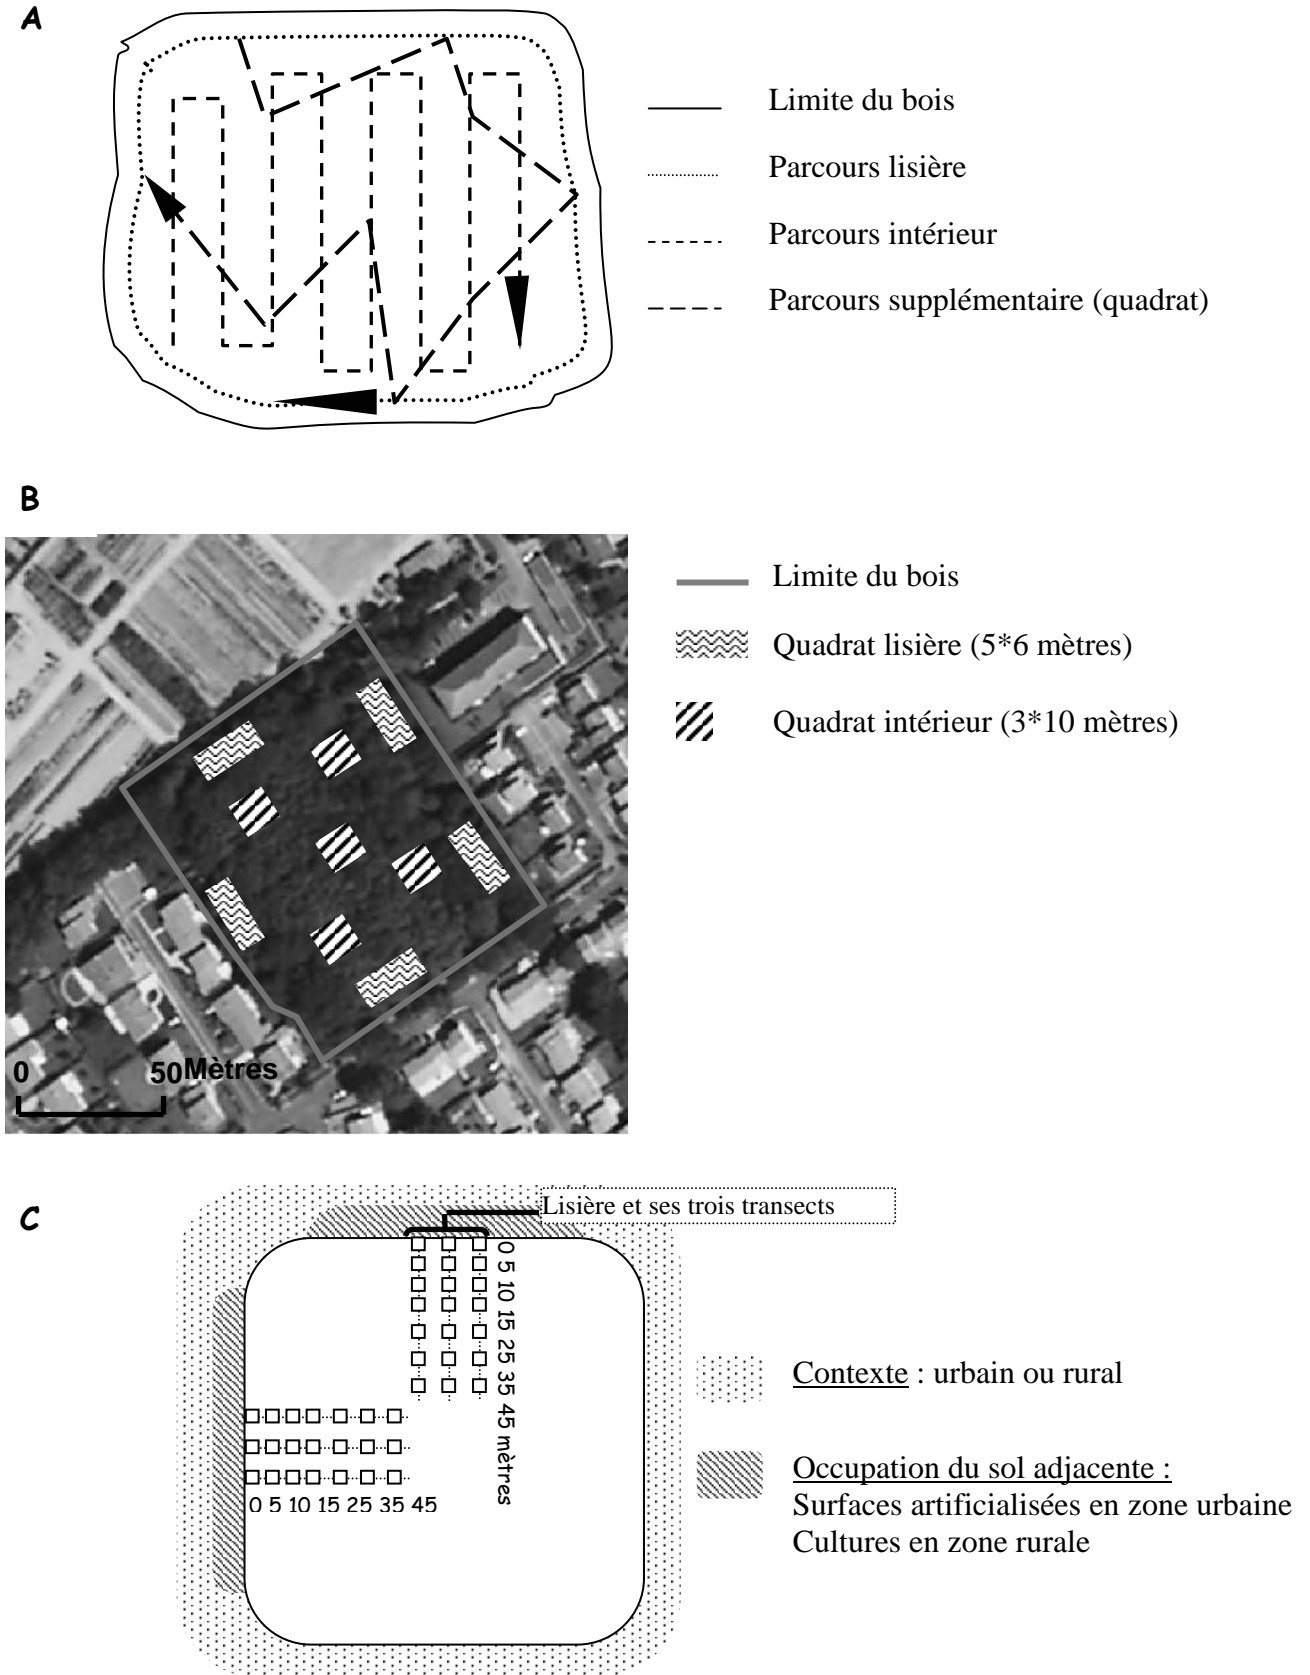 A
Limite du bois
Parcours lisière
Parcours intérieur
Parcours supplémentaire (quadrat)
B
Limite du bois
Quadrat lisière (5*6 mètres)
Quadrat intérieur (3*10 mètres)
0 50 Mètres
C
Lisière et ses trois transects
0 5 10 15 25 35 45 mètres
0 5 10 15 25 35 45
Contexte : urbain ou rural
Occupation du sol adjacente :
Surfaces artificialisées en zone urbaine
Cultures en zone rurale